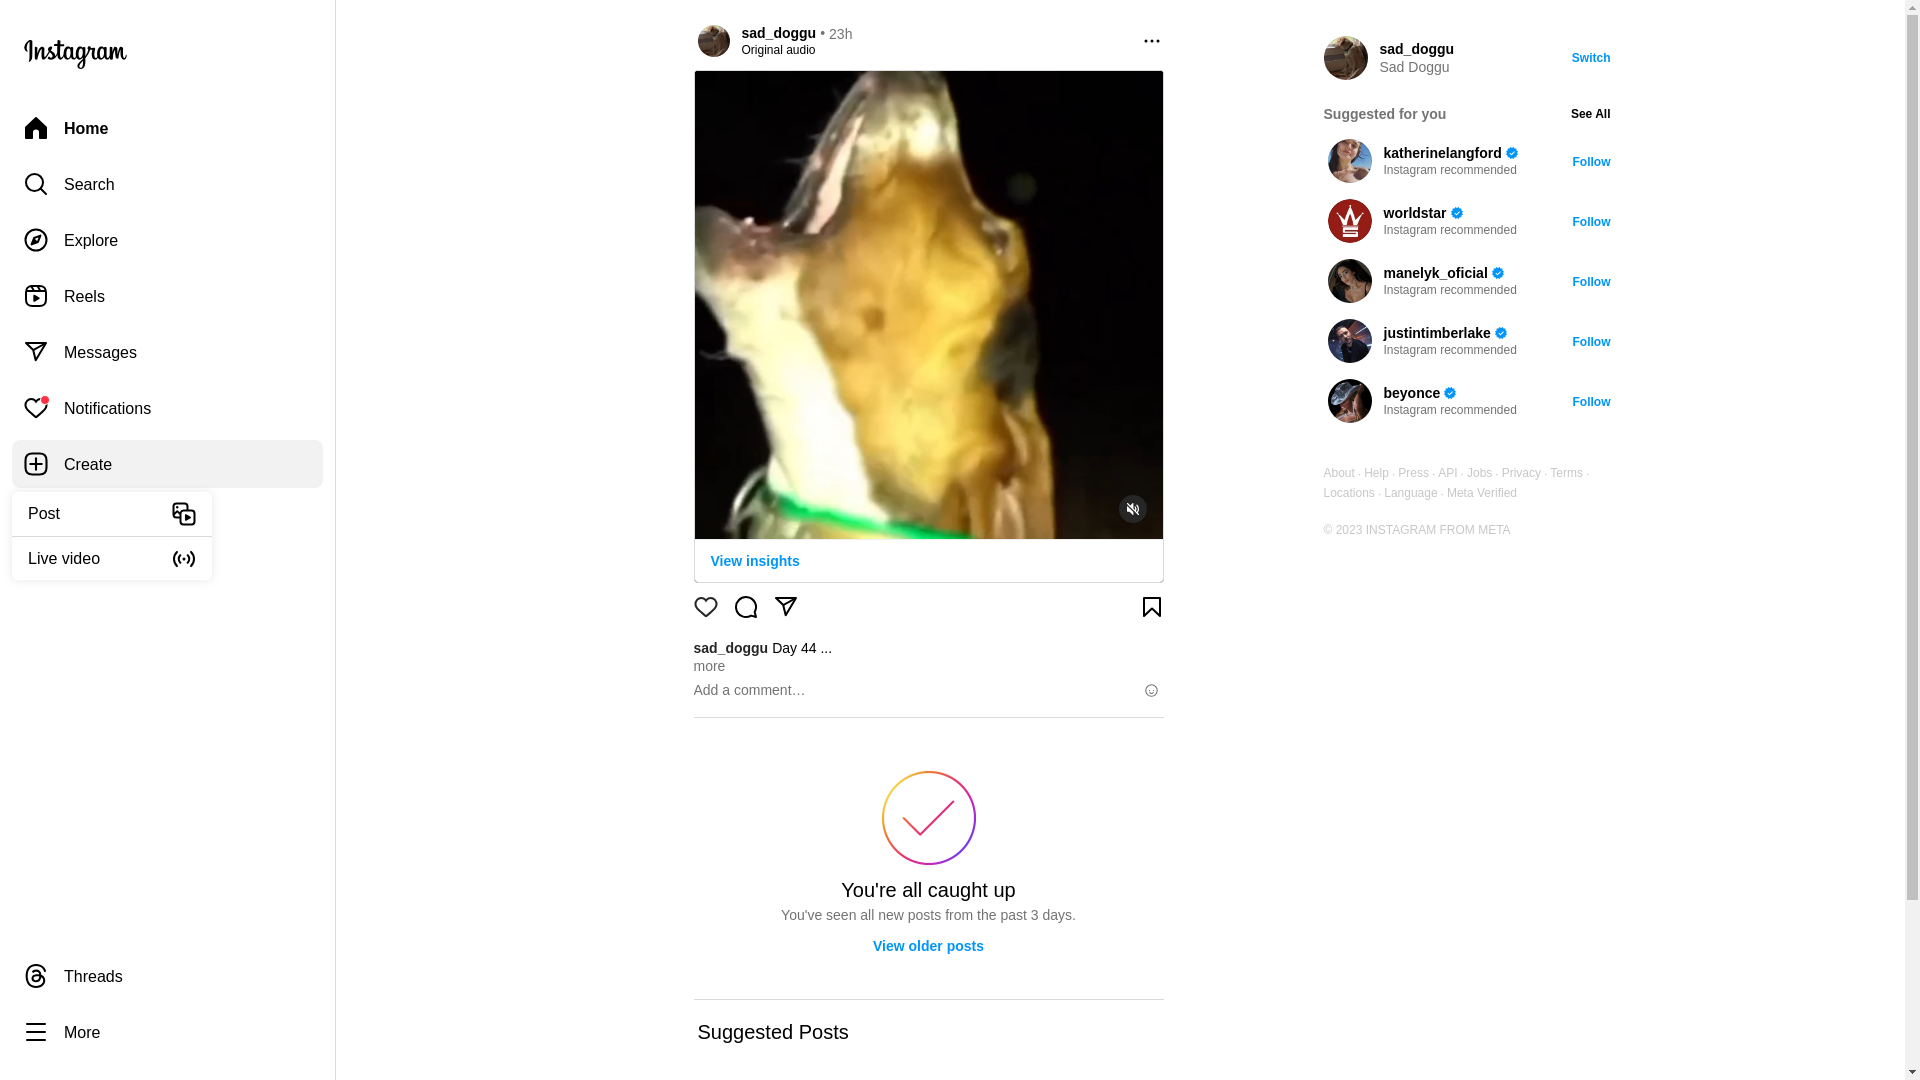 Instagram
Home
Search
Explore
Reels
Messages
Notifications
Create
Post
Live video
Threads
More
sad_doggu • 23h
Original audio
View insights
sad_doggu Day 44 ...
more
Add a comment…
You're all caught up
You've seen all new posts from the past 3 days.
View older posts
Suggested Posts
sad_doggu
Sad Doggu
Switch
Suggested for you
See All
katherinelangford
Instagram recommended
Follow
worldstar
Instagram recommended
Follow
manelyk_oficial
Instagram recommended
Follow
justintimberlake
Instagram recommended
Follow
beyonce
Instagram recommended
Follow
About · Help · Press · API · Jobs · Privacy · Terms ·
Locations · Language · Meta Verified
© 2023 INSTAGRAM FROM META